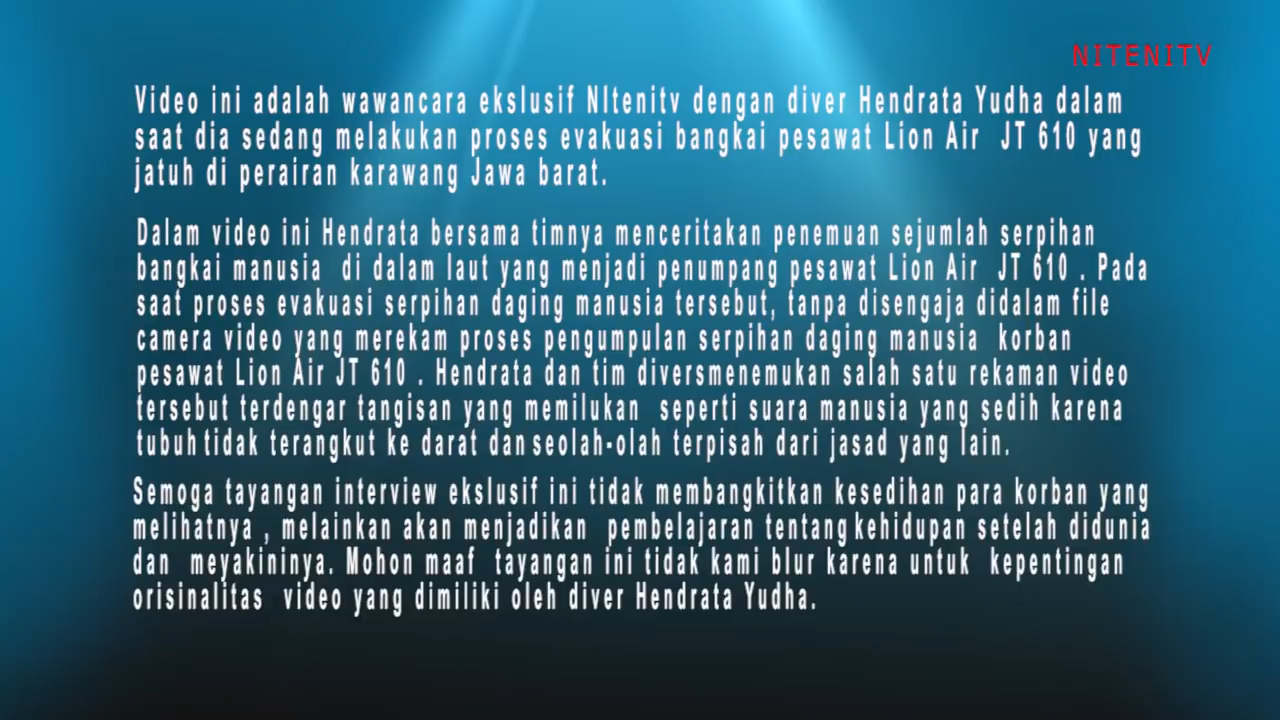 NITENITV
Video ini adalah wawancara ekslusif NItenitv dengan diver Hendrata Yudha dalam
saat dia sedang melakukan proses evakuasi bangkai pesawat Lion Air JT 610 yang
jatuh di perairan karawang Jawa barat.
Dalam video ini Hendrata bersama timnya menceritakan penemuan sejumlah serpihan
bangkai manusia di dalam laut yang menjadi penumpang pesawat Lion Air JT 610 . Pada
saat proses evakuasi serpihan daging manusia tersebut, tanpa disengaja didalam file
camera video yang merekam proses pengumpulan serpihan daging manusia korban
pesawat Lion Air JT 610 . Hendrata dan tim diversmenemukan salah satu rekaman video
tersebut terdengar tangisan yang memilukan seperti suara manusia yang sedih karena
tubuh tidak terangkut ke darat dan seolah-olah terpisah dari jasad yang lain.
Semoga tayangan interview ekslusif ini tidak membangkitkan kesedihan para korban yang
melihatnya , melainkan akan menjadikan pembelajaran tentang kehidupan setelah didunia
dan meyakininya. Mohon maaf tayangan ini tidak kami blur karena untuk kepentingan
orisinalitas video yang dimiliki oleh diver Hendrata Yudha.